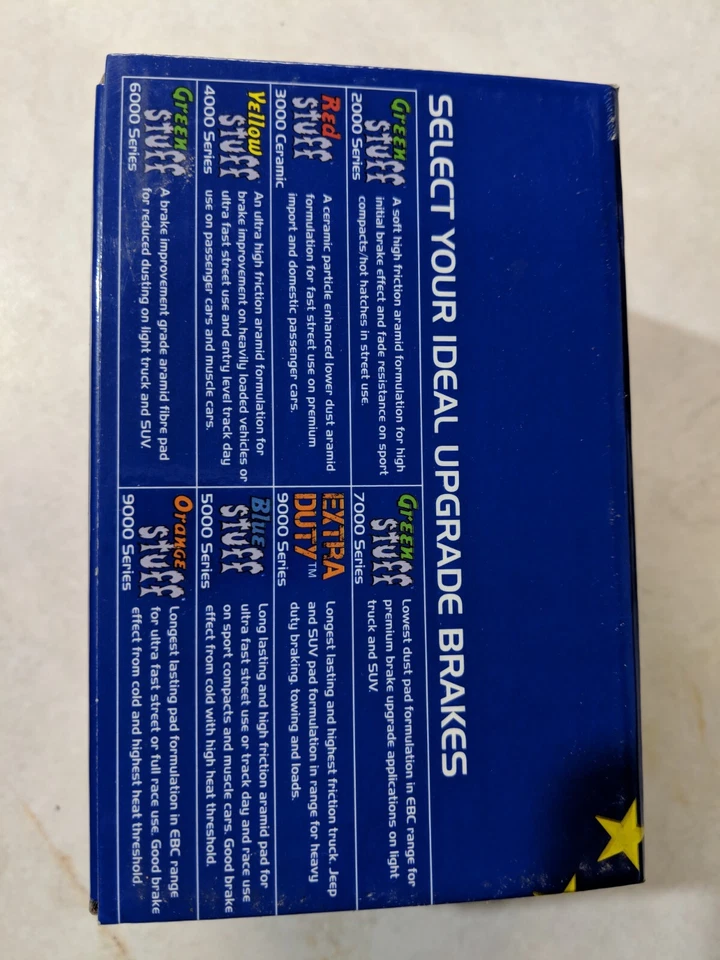 SELECT YOUR IDEAL UPGRADE BRAKES
Green
STUFF
2000 Series
A soft high friction aramid formulation for high
initial brake effect and fade resistance on sport
compacts/hot hatches in street use.
Red
STUFF
3000 Ceramic
A ceramic particle enhanced lower dust aramid
formulation for fast street use on premium
import and domestic passenger cars.
Yellow
STUFF
4000 Series
An ultra high friction aramid formulation for
brake improvement on heavily loaded vehicles or
ultra fast street use and entry level track day
use on passenger cars and muscle cars.
Green
STUFF
6000 Series
A brake improvement grade aramid fibre pad
for reduced dusting on light truck and SUV.
Green
STUFF
7000 Series
Lowest dust pad formulation in EBC range for
premium brake upgrade applications on light
truck and SUV.
EXTRA
DUTY™
9000 Series
Longest lasting and highest friction truck. Jeep
and SUV pad formulation in range for heavy
duty braking, towing and loads.
Blue
STUFF
5000 Series
Long lasting and high friction aramid pad for
ultra fast street use or track day and race use
on sport compacts and muscle cars. Good brake
effect from cold with high heat threshold.
Orange
STUFF
9000 Series
Longest lasting pad formulation in EBC range
for ultra fast street or full race use. Good brake
effect from cold and highest heat threshold.